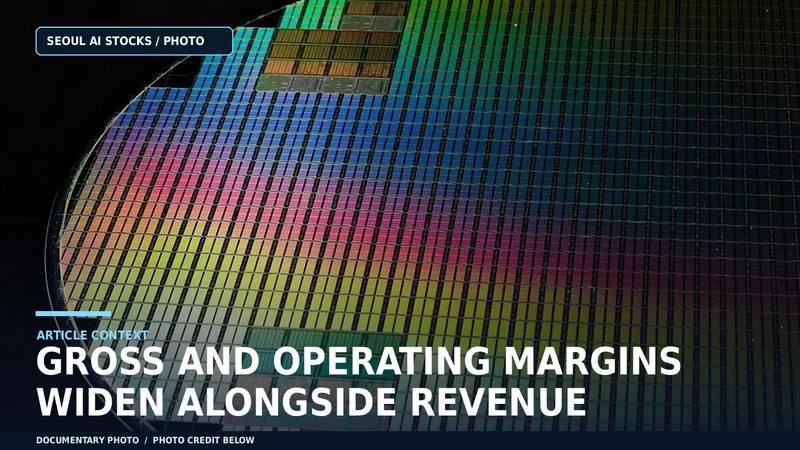 SEOUL AI STOCKS / PHOTO
ARTICLE CONTEXT
GROSS AND OPERATING MARGINS
WIDEN ALONGSIDE REVENUE
DOCUMENTARY PHOTO / PHOTO CREDIT BELOW